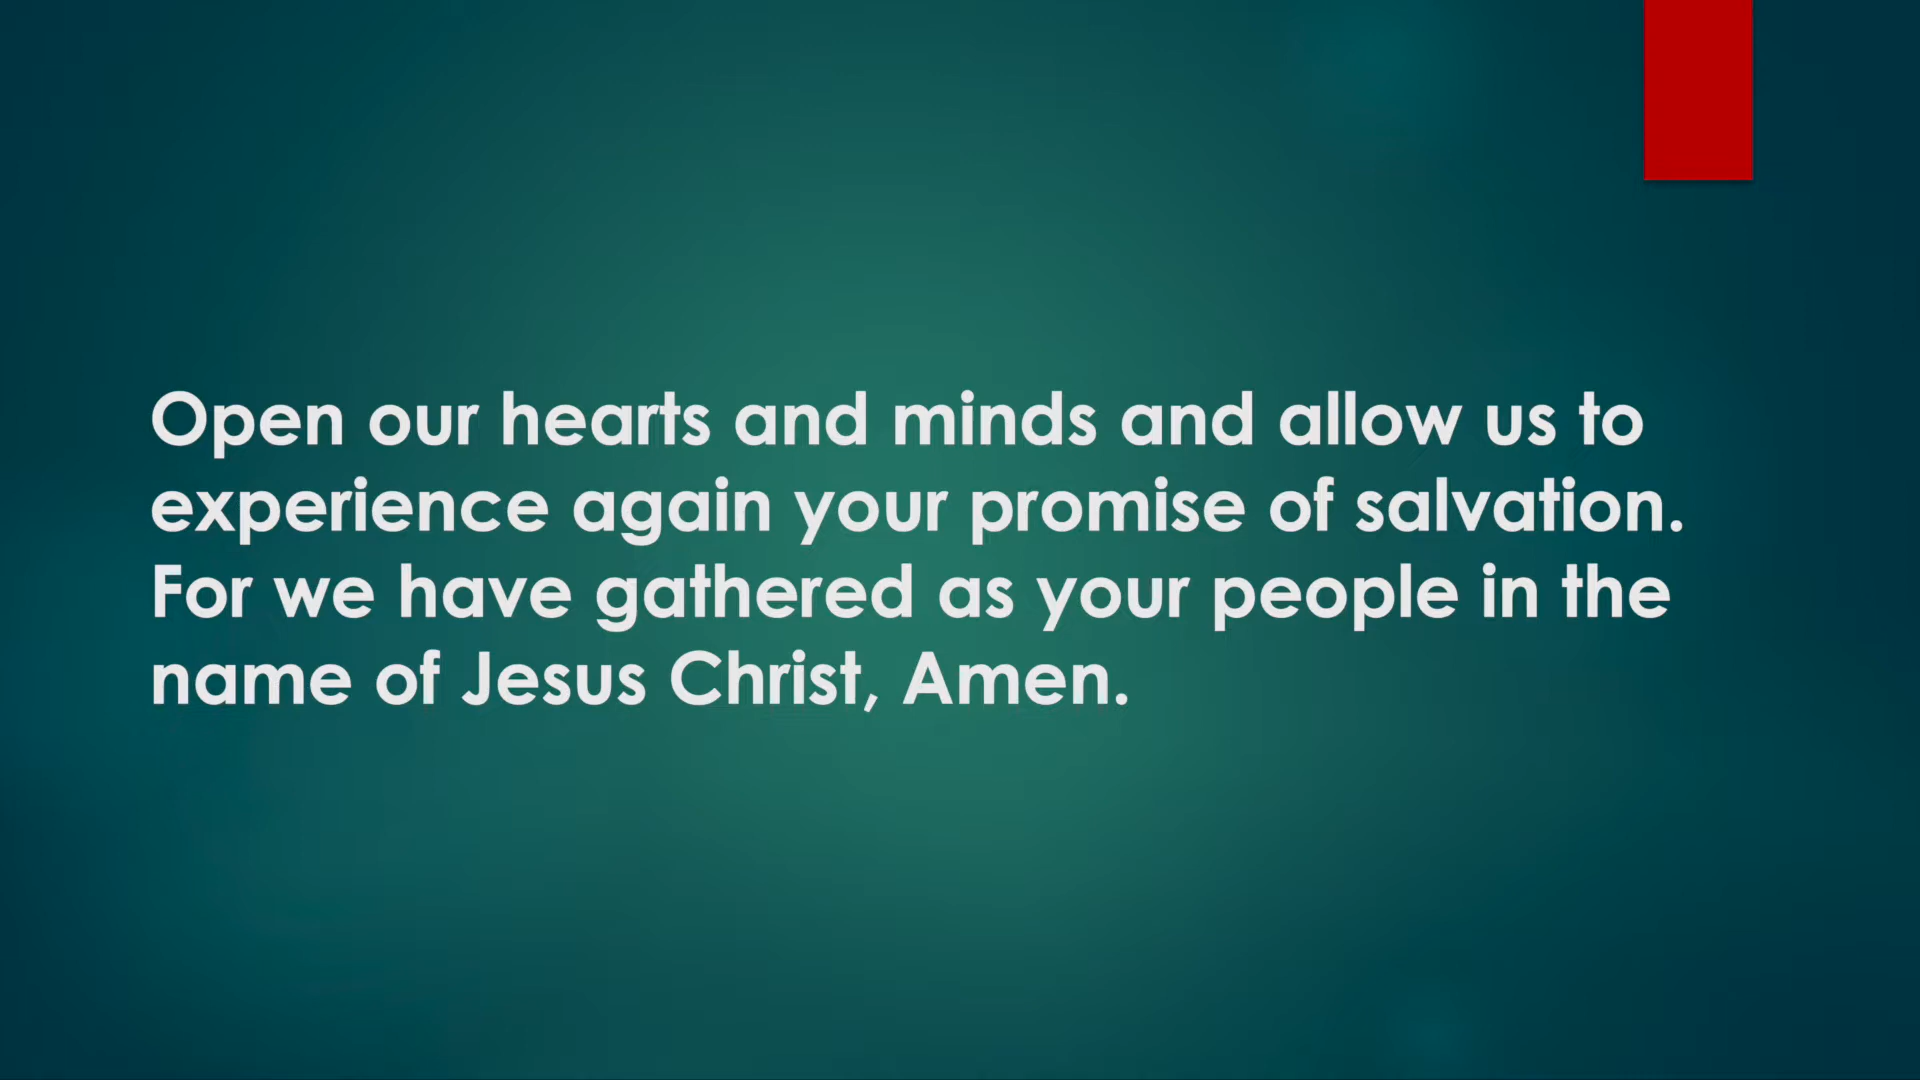 Open our hearts and minds and allow us to
experience again your promise of salvation.
For we have gathered as your people in the
name of Jesus Christ, Amen.